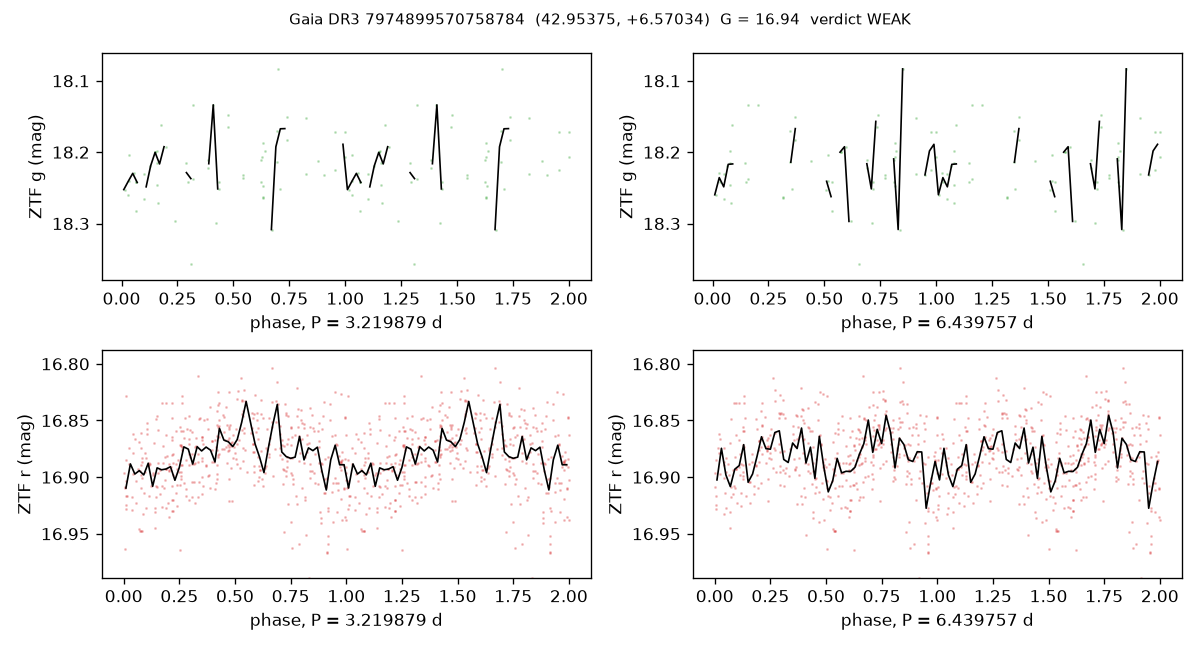 Gaia DR3 7974899570758784  (42.95375, +6.57034)  G = 16.94  verdict WEAK
ZTF g (mag)
18.1
18.2
18.3
0.00 0.25 0.50 0.75 1.00 1.25 1.50 1.75 2.00
phase, P = 3.219879 d
ZTF g (mag)
18.1
18.2
18.3
0.00 0.25 0.50 0.75 1.00 1.25 1.50 1.75 2.00
phase, P = 6.439757 d
ZTF r (mag)
16.80
16.85
16.90
16.95
0.00 0.25 0.50 0.75 1.00 1.25 1.50 1.75 2.00
phase, P = 3.219879 d
ZTF r (mag)
16.80
16.85
16.90
16.95
0.00 0.25 0.50 0.75 1.00 1.25 1.50 1.75 2.00
phase, P = 6.439757 d